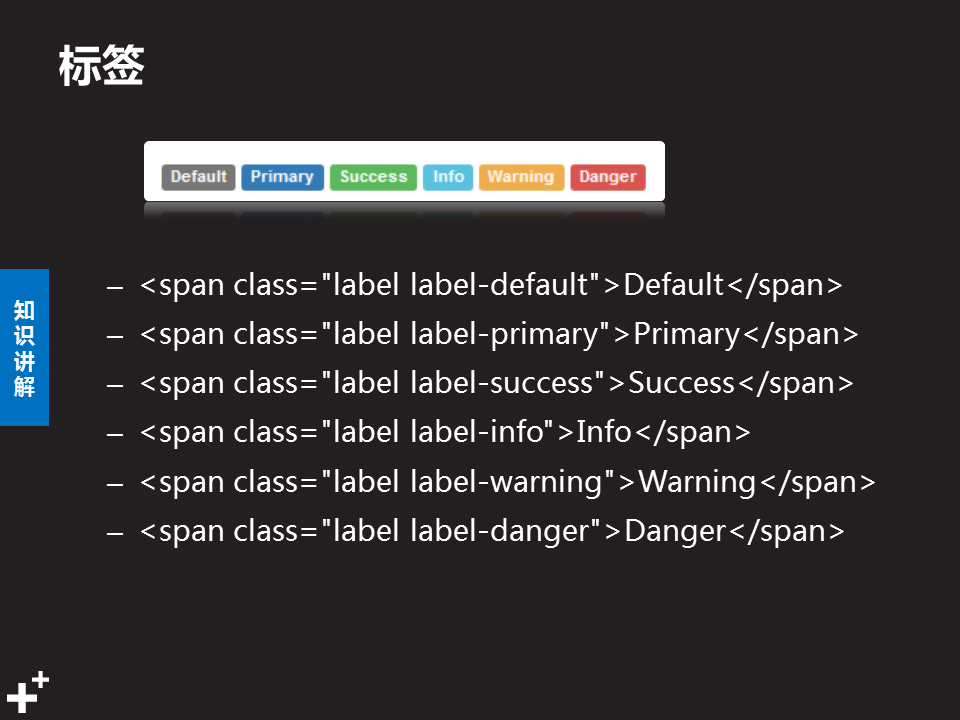 标签
Default Primary Success Info Warning Danger
– <span class="label label-default">Default</span>
– <span class="label label-primary">Primary</span>
– <span class="label label-success">Success</span>
– <span class="label label-info">Info</span>
– <span class="label label-warning">Warning</span>
– <span class="label label-danger">Danger</span>
知
识
讲
解